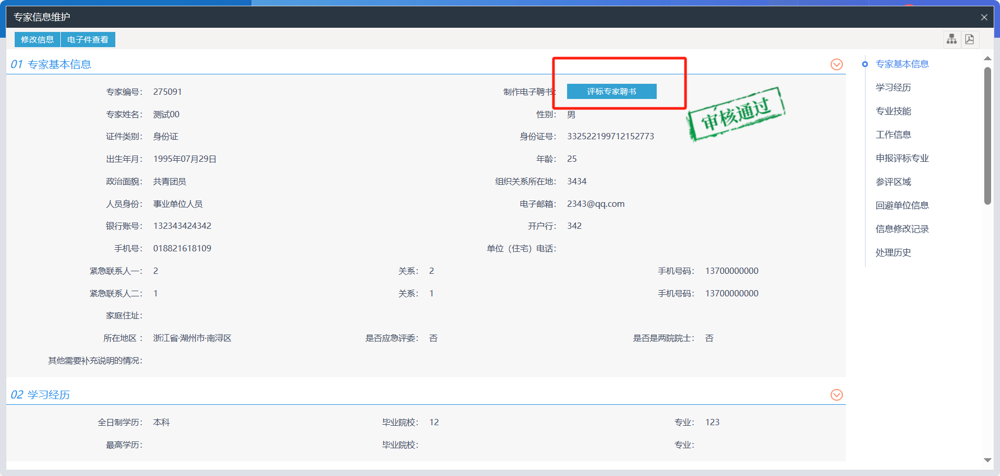 专家信息维护
修改信息 电子件查看
01 专家基本信息
专家编号： 275091 制作电子聘书： 评标专家聘书
专家姓名： 测试00 性别： 男
审核通过
证件类别： 身份证 身份证号： 332522199712152773
出生年月： 1995年07月29日 年龄： 25
政治面貌： 共青团员 组织关系所在地： 3434
人员身份： 事业单位人员 电子邮箱： 2343@qq.com
银行账号： 132343424342 开户行： 342
手机号： 018821618109 单位（住宅）电话：
紧急联系人一： 2 关系： 2 手机号码： 13700000000
紧急联系人二： 1 关系： 1 手机号码： 13700000000
家庭住址：
所在地区 ： 浙江省·湖州市·南浔区 是否应急评委： 否 是否是两院院士： 否
其他需要补充说明的情况：
02 学习经历
全日制学历： 本科 毕业院校： 12 专业： 123
最高学历： 毕业院校： 专业：
专家基本信息
学习经历
专业技能
工作信息
申报评标专业
参评区域
回避单位信息
信息修改记录
处理历史